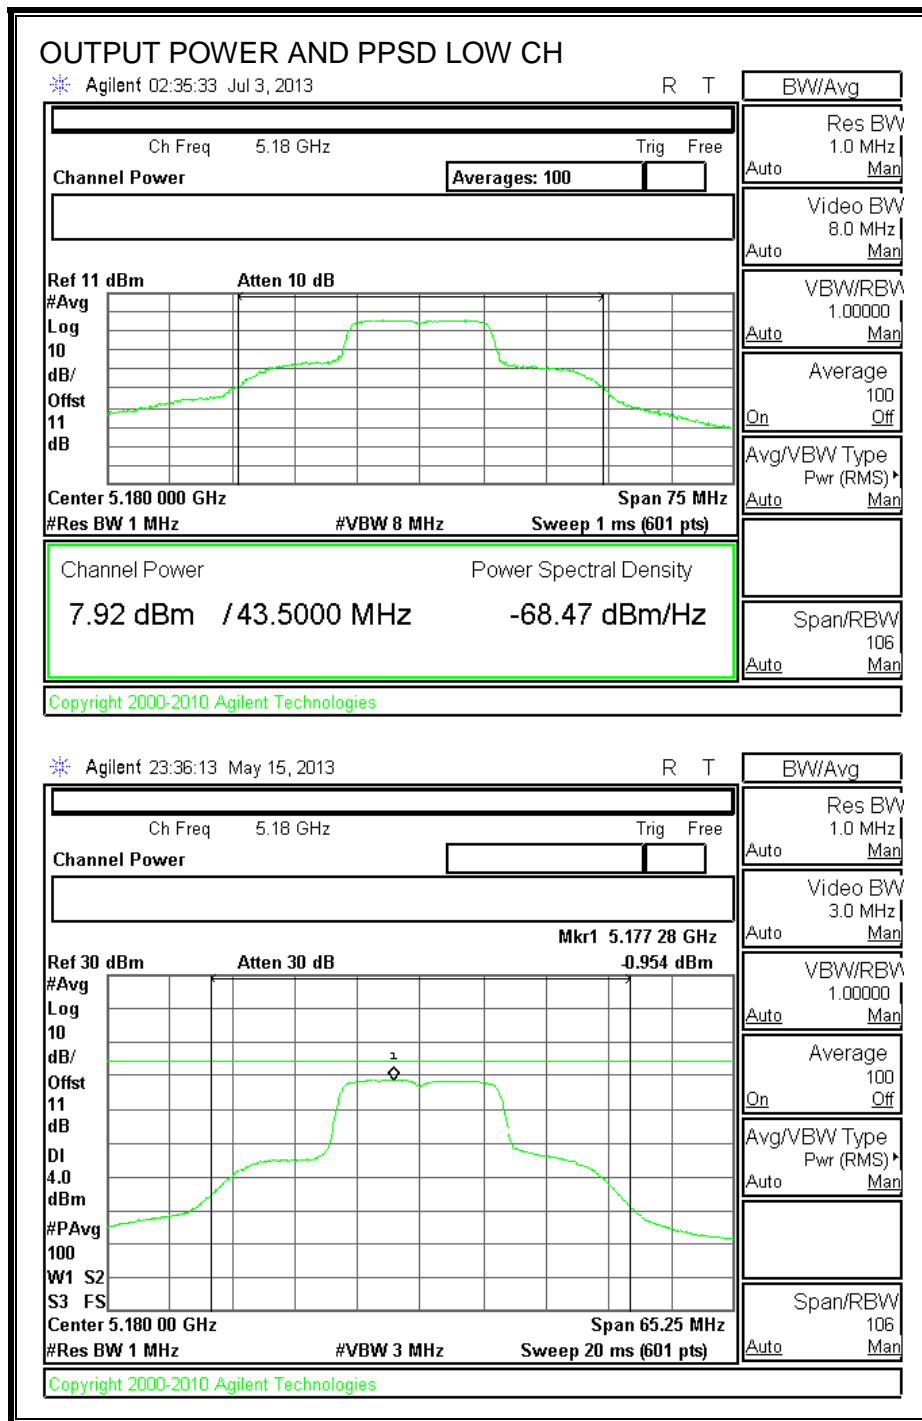 OUTPUT POWER AND PPSD LOW CH
Agilent 02:35:33 Jul 3, 2013 R T
BW/Avg
Ch Freq 5.18 GHz Trig Free
Channel Power Averages: 100
Ref 11 dBm Atten 10 dB
#Avg
Log
10
dB/
Offst
11
dB
Center 5.180 000 GHz Span 75 MHz
#Res BW 1 MHz #VBW 8 MHz Sweep 1 ms (601 pts)
Channel Power Power Spectral Density
7.92 dBm / 43.5000 MHz -68.47 dBm/Hz
Res BW
1.0 MHz
Auto Man
Video BW
8.0 MHz
Auto Man
VBW/RBW
1.00000
Auto Man
Average
100
On Off
Avg/VBW Type
Pwr (RMS)
Auto Man
Span/RBW
106
Auto Man
Copyright 2000-2010 Agilent Technologies
Agilent 23:36:13 May 15, 2013 R T
BW/Avg
Ch Freq 5.18 GHz Trig Free
Channel Power
Mkr1 5.177 28 GHz
Ref 30 dBm Atten 30 dB -0.954 dBm
#Avg
Log
10
dB/
Offst
11
dB
DI
4.0
dBm
#PAvg
100
W1 S2
S3 FS
1
Center 5.180 00 GHz Span 65.25 MHz
#Res BW 1 MHz #VBW 3 MHz Sweep 20 ms (601 pts)
Res BW
1.0 MHz
Auto Man
Video BW
3.0 MHz
Auto Man
VBW/RBW
1.00000
Auto Man
Average
100
On Off
Avg/VBW Type
Pwr (RMS)
Auto Man
Span/RBW
106
Auto Man
Copyright 2000-2010 Agilent Technologies